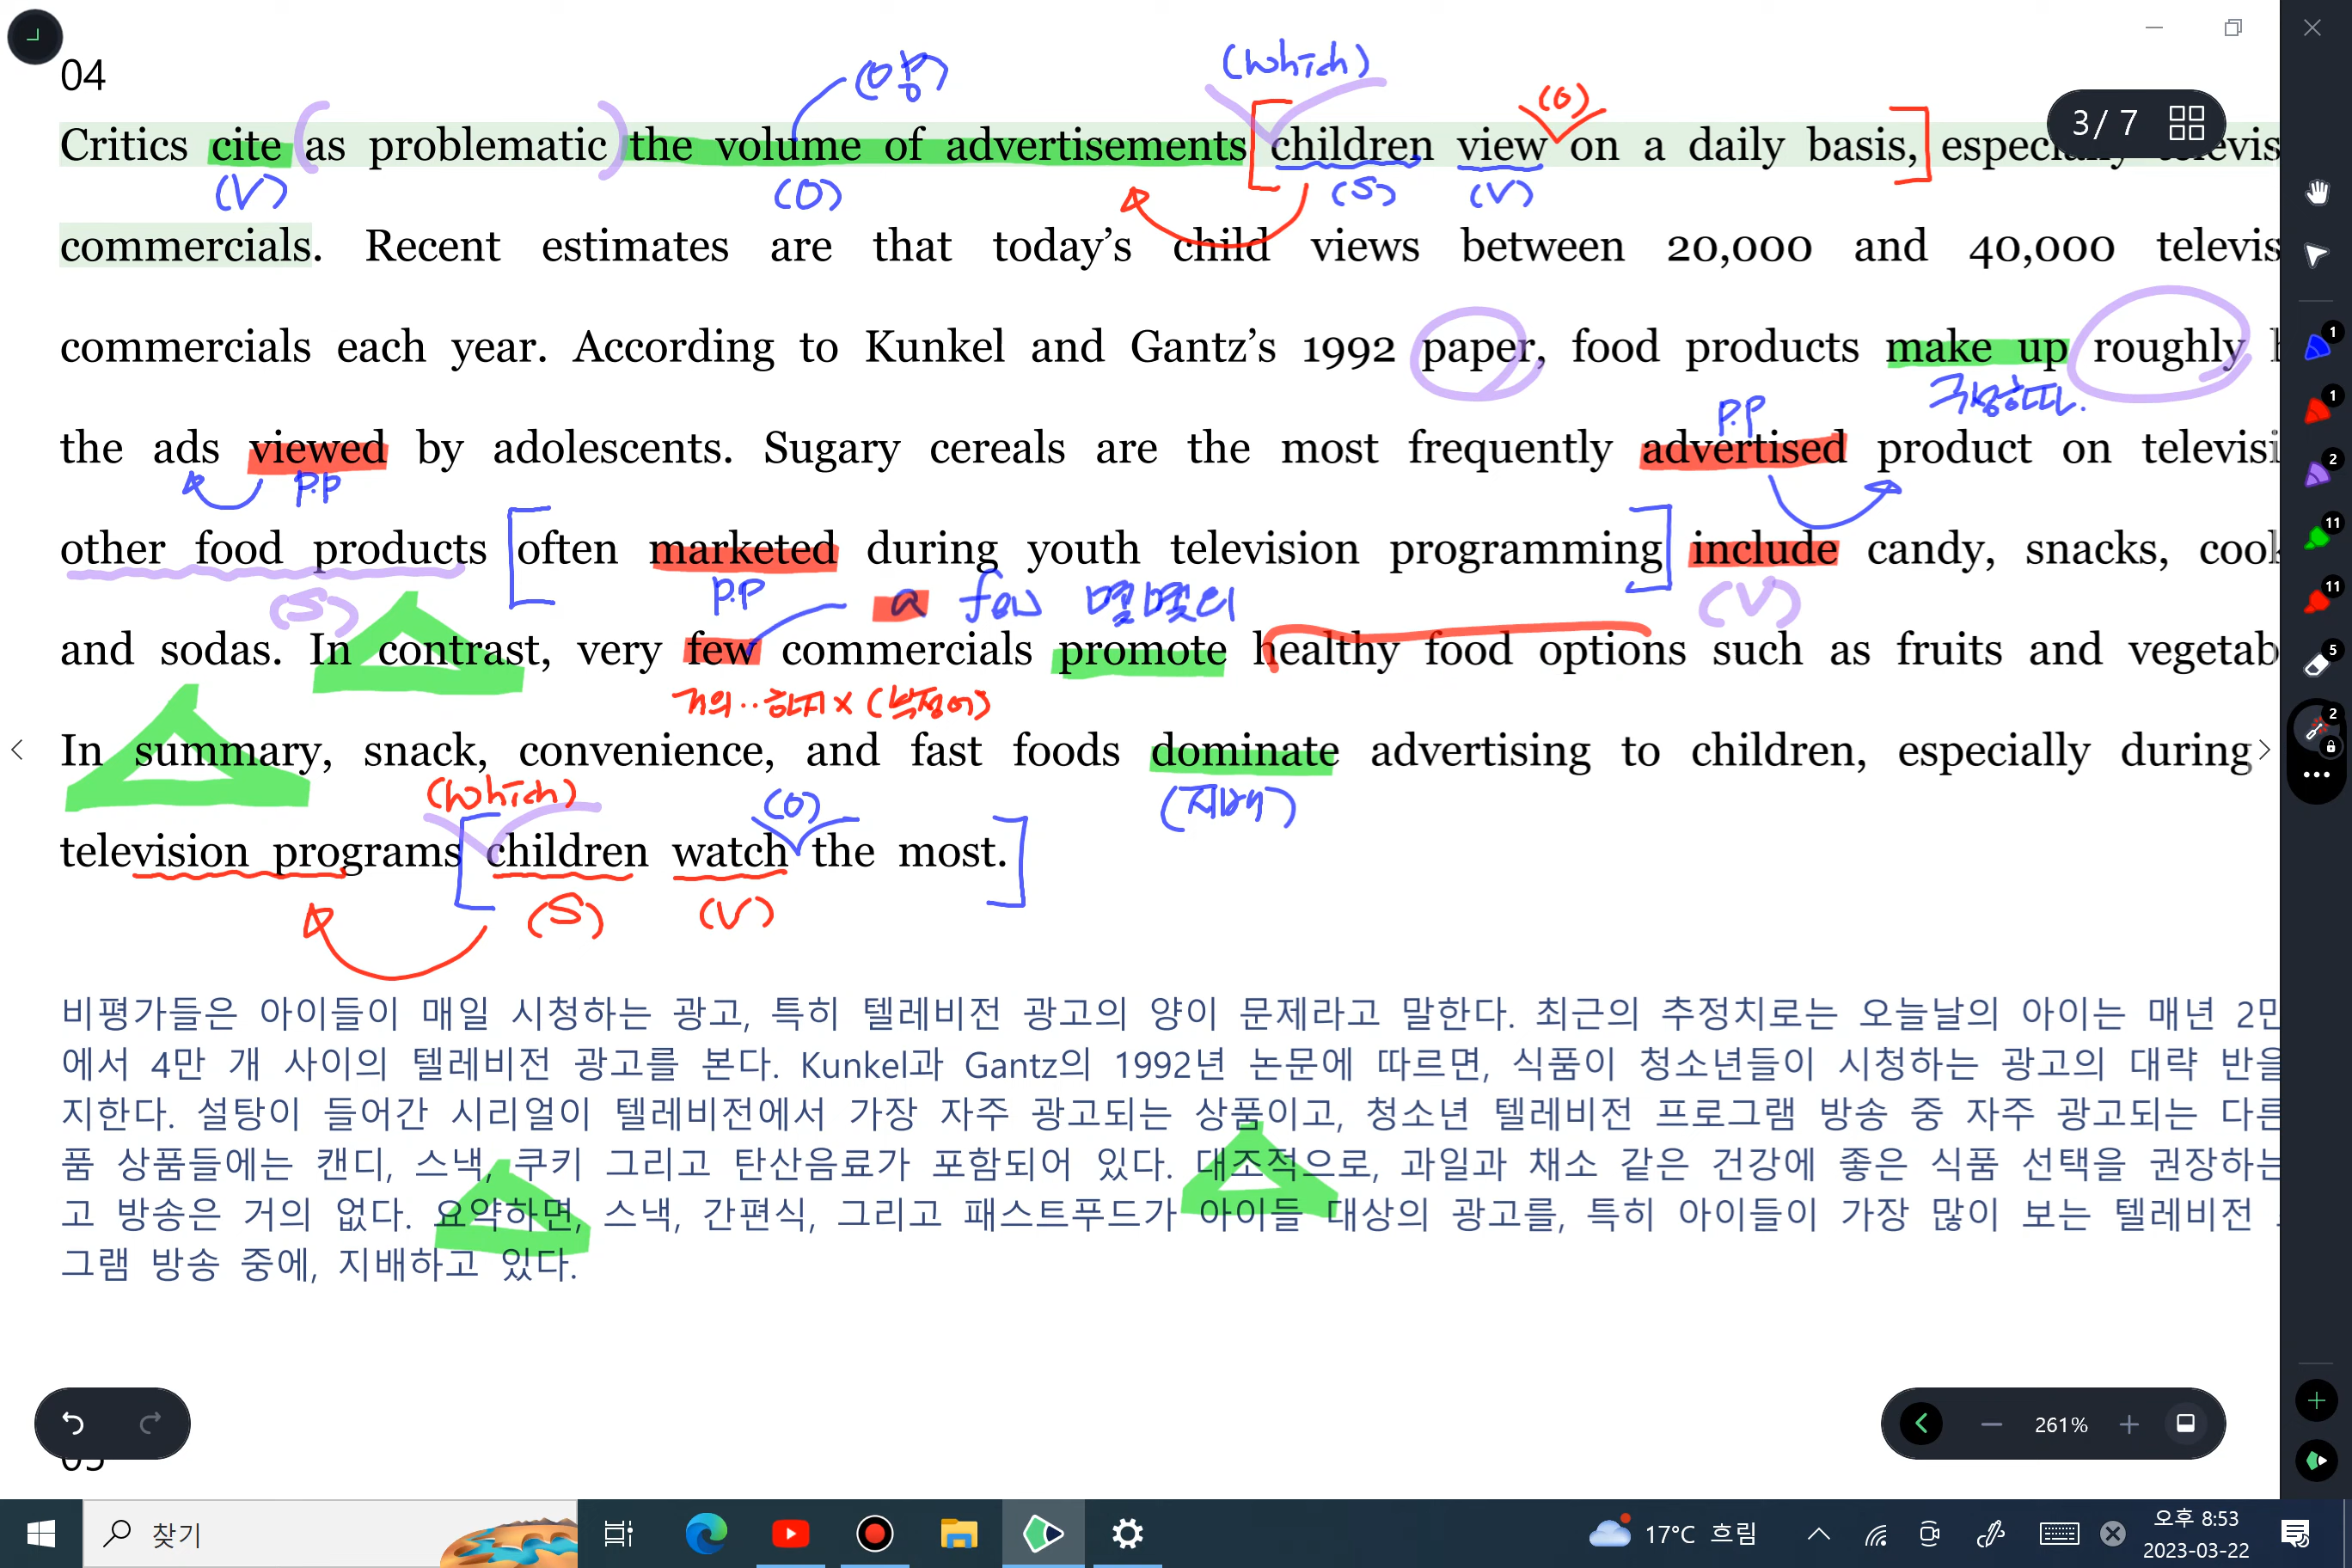 04
(양) (which) (o)
3/ 7
Critics cite as problematic the volume of advertisements children view on a daily basis, especially televis
(V) (O) (S) (V)
commercials. Recent estimates are that today's child views between 20,000 and 40,000 televis
commercials each year. According to Kunkel and Gantz's 1992 paper, food products make up roughly
P.P 구성하다.
the ads viewed by adolescents. Sugary cereals are the most frequently advertised product on televisi
P.P
other food products often marketed during youth television programming include candy, snacks, cook
(S) P.P a few 몇몇의 (V)
and sodas. In contrast, very few commercials promote healthy food options such as fruits and vegetab
거의..하지 x (부정어)
In summary, snack, convenience, and fast foods dominate advertising to children, especially during
(which) (o) (지배)
television programs children watch the most.
(S) (V)
비평가들은 아이들이 매일 시청하는 광고, 특히 텔레비전 광고의 양이 문제라고 말한다. 최근의 추정치로는 오늘날의 아이는 매년 2만
에서 4만 개 사이의 텔레비전 광고를 본다. Kunkel과 Gantz의 1992년 논문에 따르면, 식품이 청소년들이 시청하는 광고의 대략 반을
지한다. 설탕이 들어간 시리얼이 텔레비전에서 가장 자주 광고되는 상품이고, 청소년 텔레비전 프로그램 방송 중 자주 광고되는 다른
품 상품들에는 캔디, 스낵, 쿠키 그리고 탄산음료가 포함되어 있다. 대조적으로, 과일과 채소 같은 건강에 좋은 식품 선택을 권장하는
고 방송은 거의 없다. 요약하면, 스낵, 간편식, 그리고 패스트푸드가 아이들 대상의 광고를, 특히 아이들이 가장 많이 보는 텔레비전
그램 방송 중에, 지배하고 있다.
261%
찾기
17°C 흐림
오후 8:53
2023-03-22